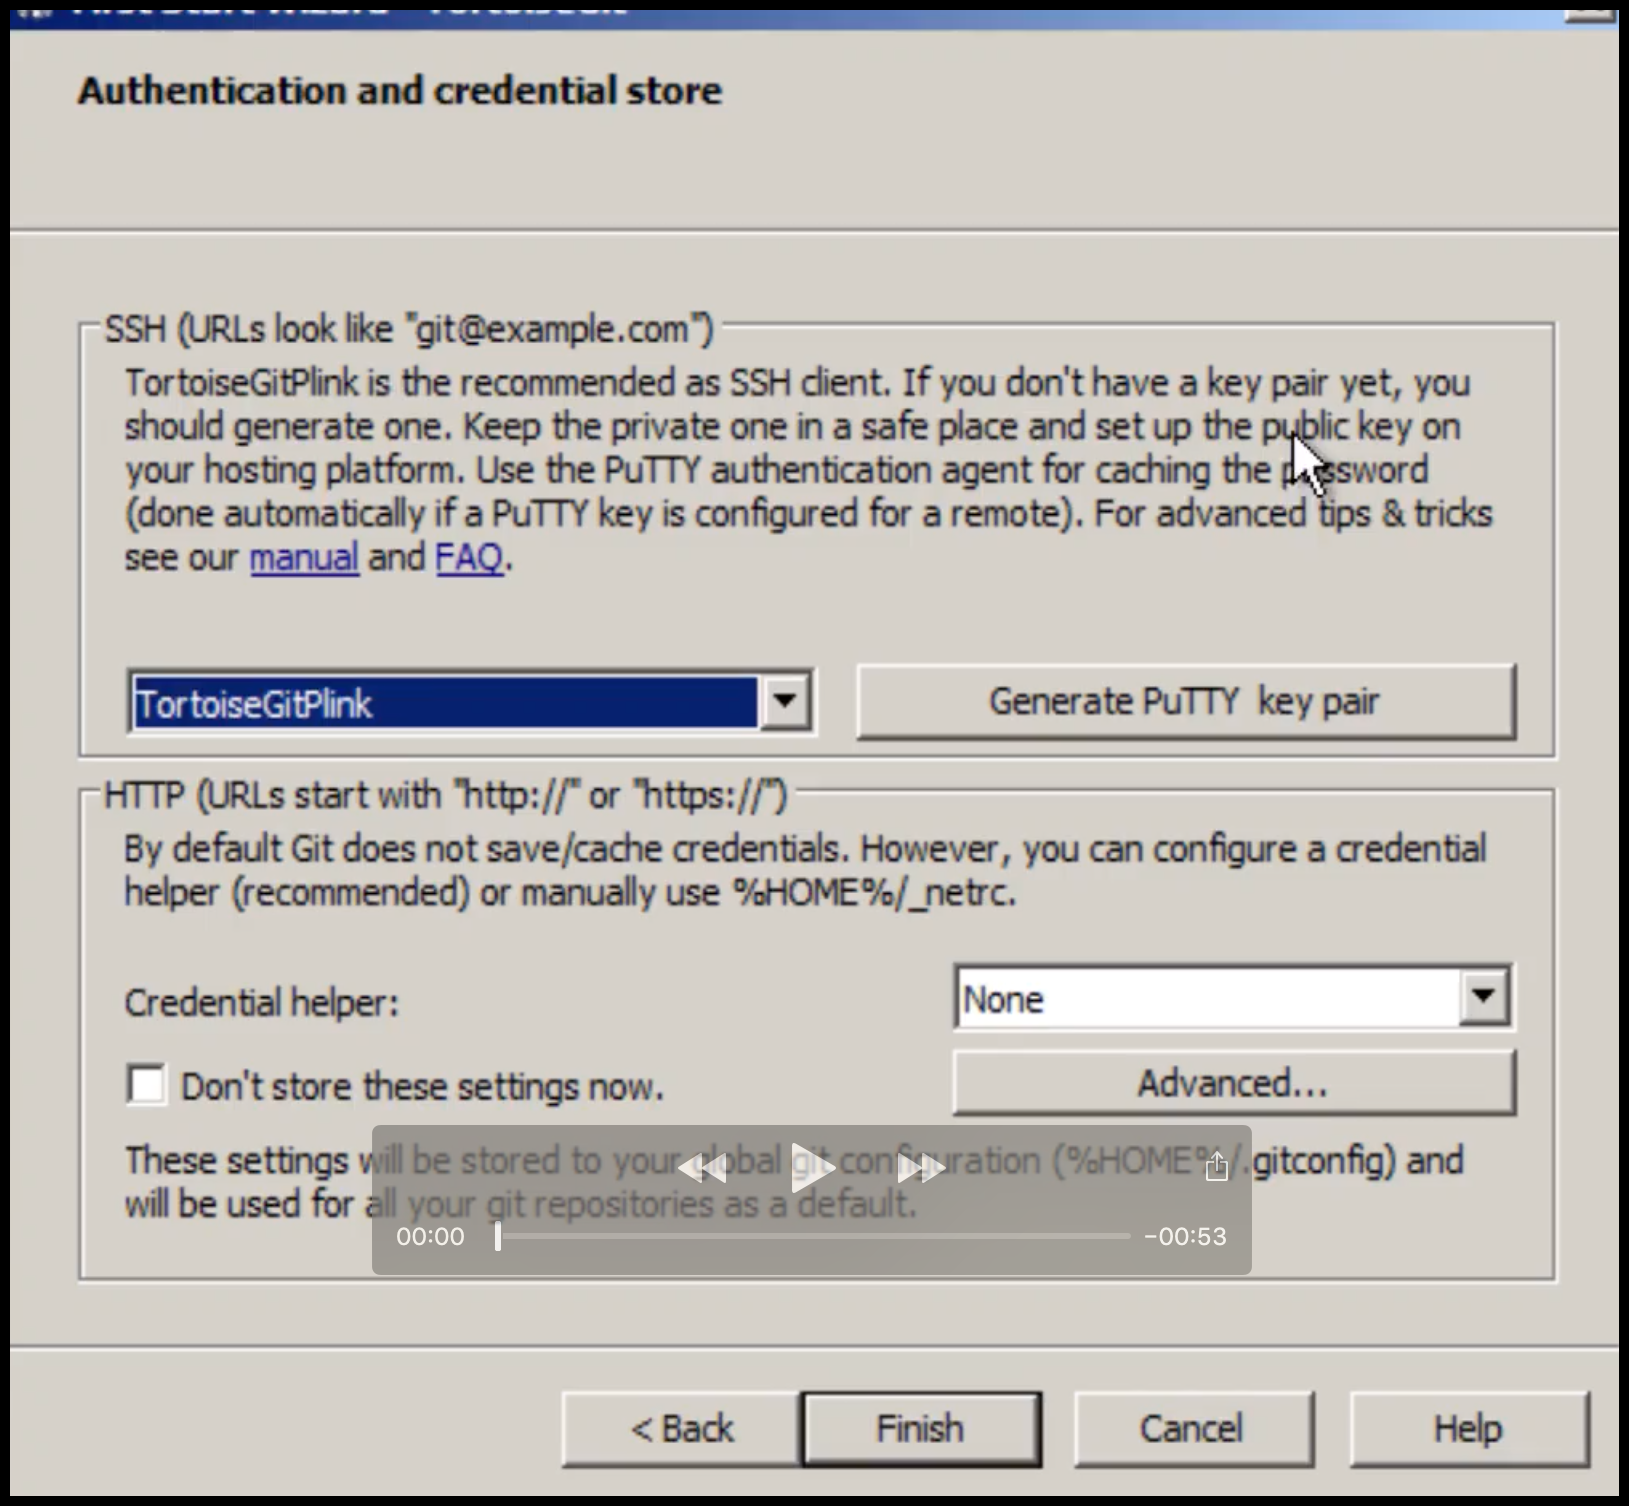 Authentication and credential store
SSH (URLs look like "git@example.com")
TortoiseGitPlink is the recommended as SSH client. If you don't have a key pair yet, you
should generate one. Keep the private one in a safe place and set up the public key on
your hosting platform. Use the PuTTY authentication agent for caching the password
(done automatically if a PuTTY key is configured for a remote). For advanced tips & tricks
see our manual and FAQ.
TortoiseGitPlink
Generate PuTTY key pair
HTTP (URLs start with "http://" or "https://")
By default Git does not save/cache credentials. However, you can configure a credential
helper (recommended) or manually use %HOME%/_netrc.
Credential helper:
None
Don't store these settings now.
Advanced...
These settings will be stored to your global git configuration (%HOME%/.gitconfig) and
will be used for all your git repositories as a default.
00:00
-00:53
< Back
Finish
Cancel
Help